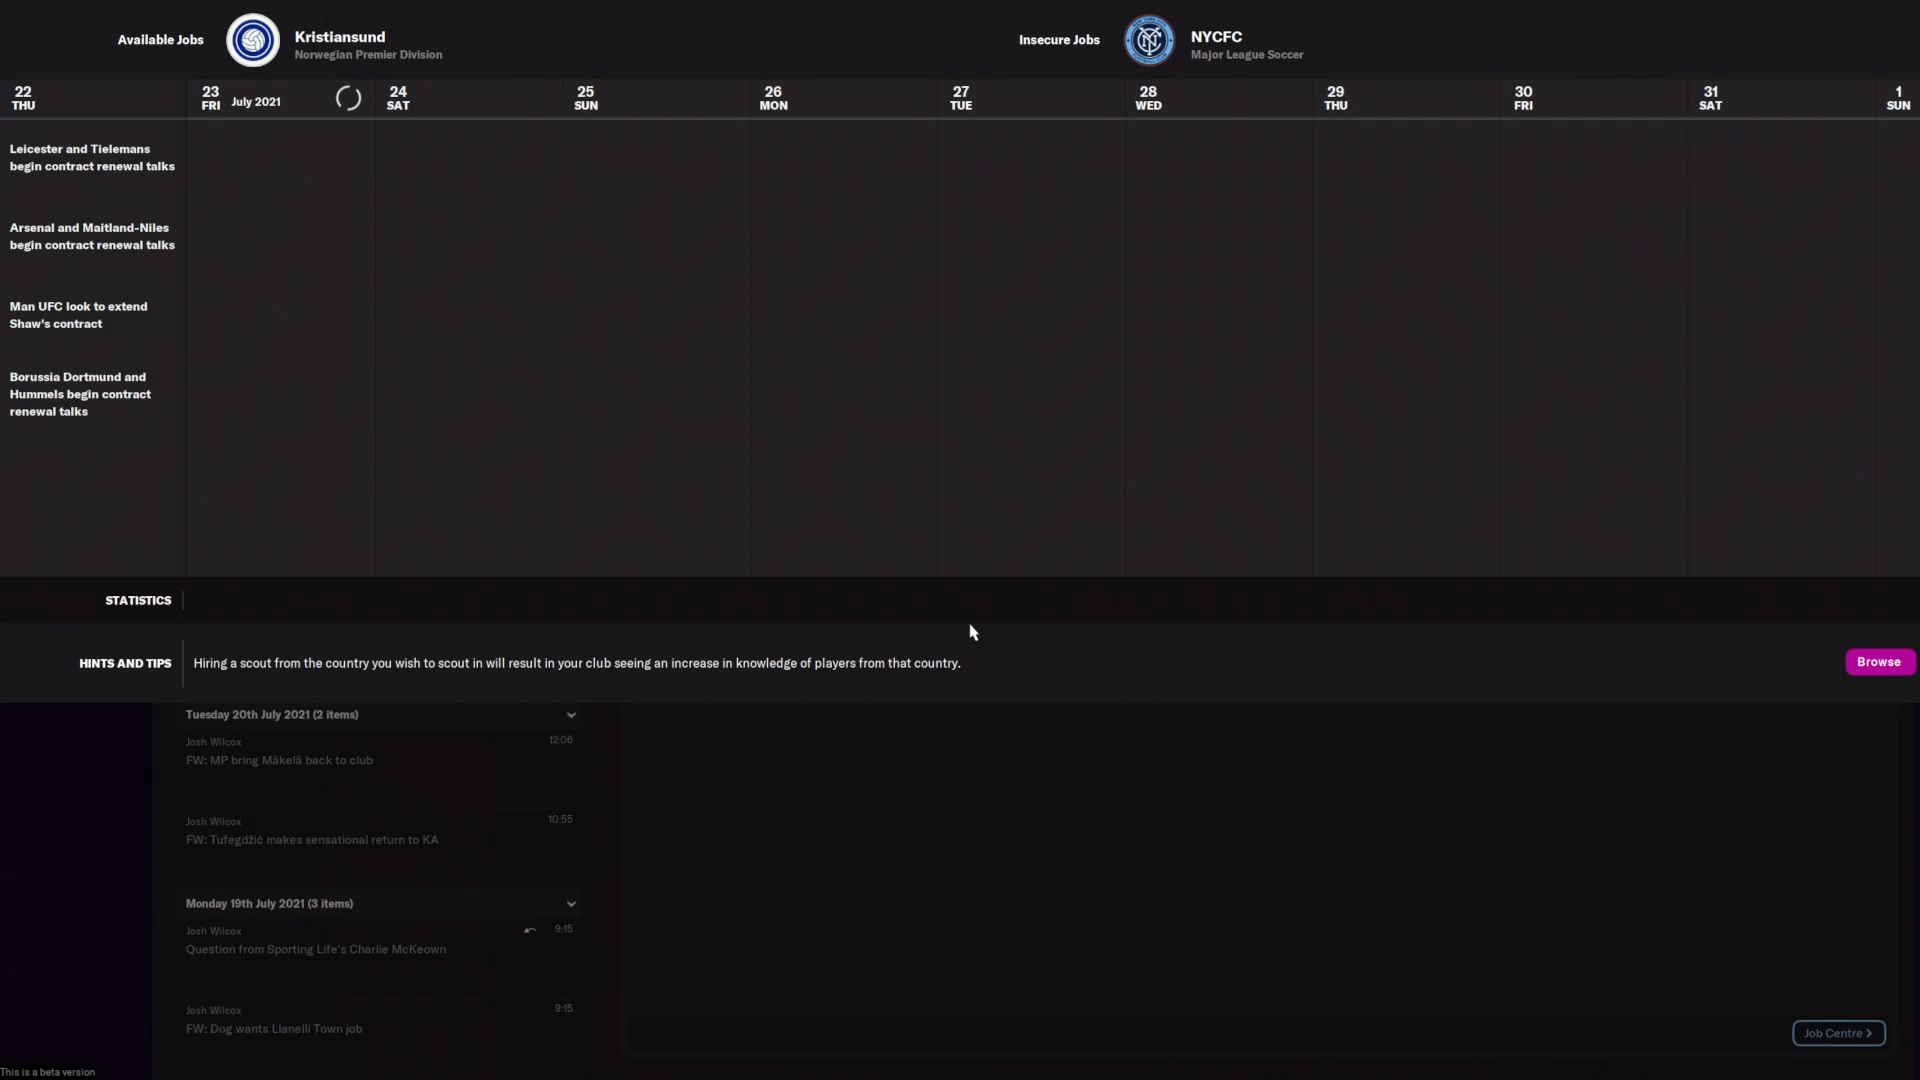 Available Jobs
Kristiansund
Norwegian Premier Division
Insecure Jobs
NYCFC
Major League Soccer
22
THU
23
FRI July 2021
24
SAT
25
SUN
26
MON
27
TUE
28
WED
29
THU
30
FRI
31
SAT
1
SUN
Leicester and Tielemans
begin contract renewal talks
Arsenal and Maitland-Niles
begin contract renewal talks
Man UFC look to extend
Shaw's contract
Borussia Dortmund and
Hummels begin contract
renewal talks
STATISTICS
HINTS AND TIPS
Hiring a scout from the country you wish to scout in will result in your club seeing an increase in knowledge of players from that country.
Browse
Tuesday 20th July 2021 (2 items)
Josh Wilcox 12:06
FW: MP bring Mäkelä back to club
Josh Wilcox 10:55
FW: Tufegdžić makes sensational return to KA
Monday 19th July 2021 (3 items)
Josh Wilcox 9:15
Question from Sporting Life's Charlie McKeown
Josh Wilcox 9:15
FW: Dog wants Llanelli Town job
Job Centre >
This is a beta version